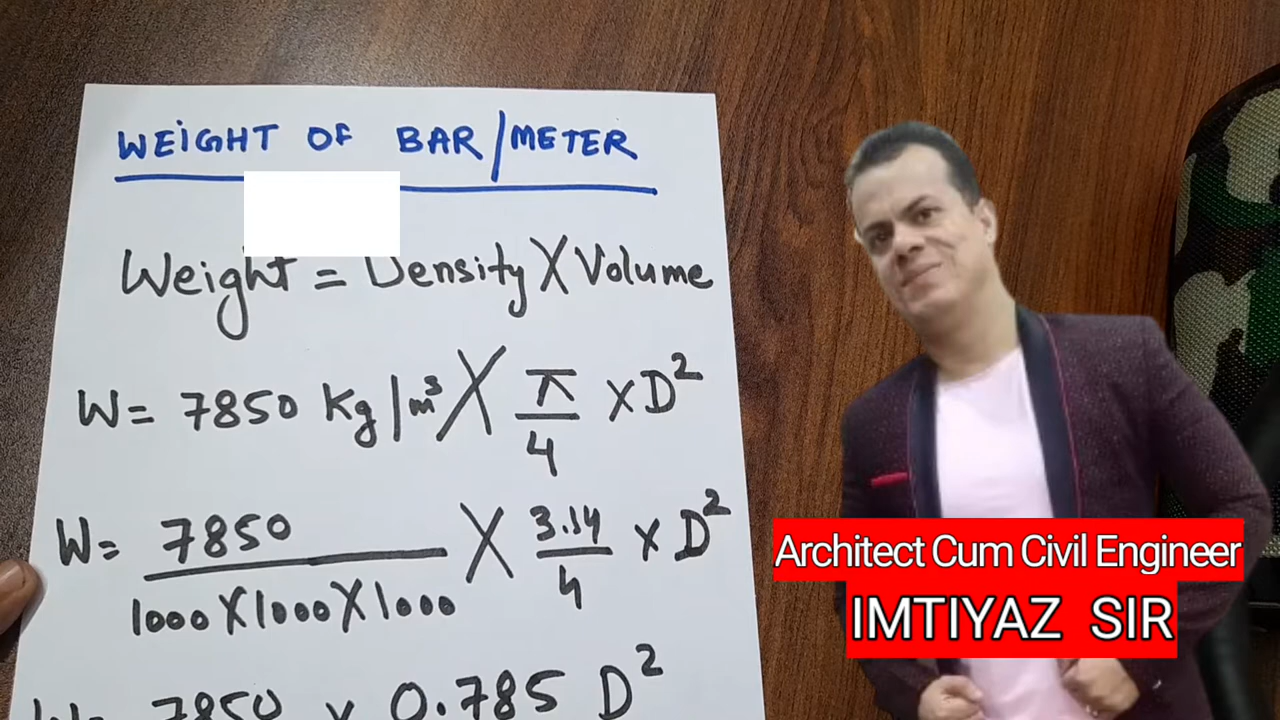 WEIGHT OF BAR/METER
Weight = Density X Volume
W= 7850 Kg/m³ X π/4 x D²
W= 7850/1000X1000X1000 X 3.14/4 x D²
W= 7850 x 0.785 D²
Architect Cum Civil Engineer
IMTIYAZ SIR